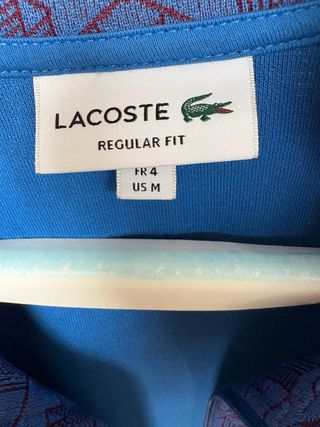 LACOSTE
REGULAR FIT
FR 4
US M